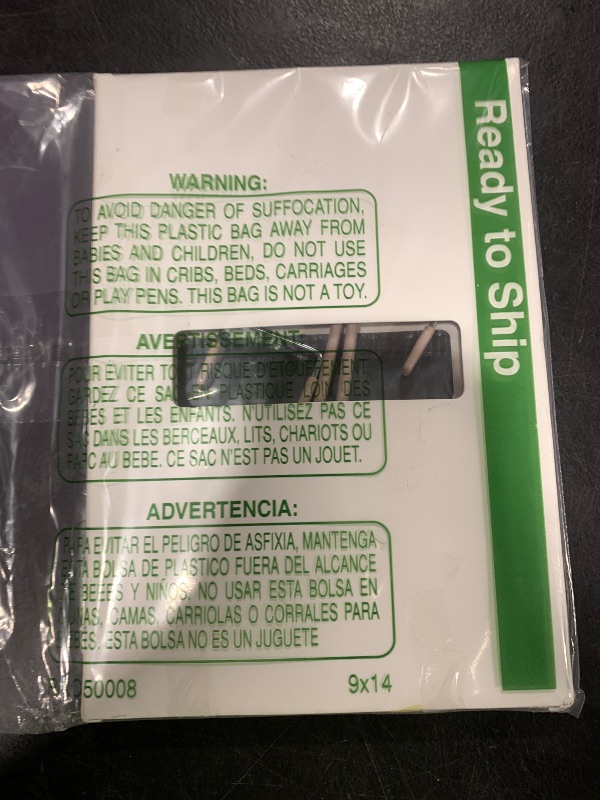 Ready to Ship
WARNING:
TO AVOID DANGER OF SUFFOCATION,
KEEP THIS PLASTIC BAG AWAY FROM
BABIES AND CHILDREN, DO NOT USE
THIS BAG IN CRIBS, BEDS, CARRIAGES
OR PLAY PENS. THIS BAG IS NOT A TOY.
AVERTISSEMENT:
POUR ÉVITER TOUT RISQUE D'ETOUFFEMENT,
GARDEZ CE SAC EN PLASTIQUE LOIN DES
BÉBÉS ET LES ENFANTS. N'UTILISEZ PAS CE
SAC DANS LES BERCEAUX, LITS, CHARIOTS OU
PARC AU BEBE. CE SAC N'EST PAS UN JOUET.
ADVERTENCIA:
PARA EVITAR EL PELIGRO DE ASFIXIA, MANTENGA
ESTA BOLSA DE PLASTICO FUERA DEL ALCANCE
DE BEBES Y NIÑOS. NO USAR ESTA BOLSA EN
CUNAS, CAMAS, CARRIOLAS O CORRALES PARA
BEBÉS. ESTA BOLSA NO ES UN JUGUETE
9x14